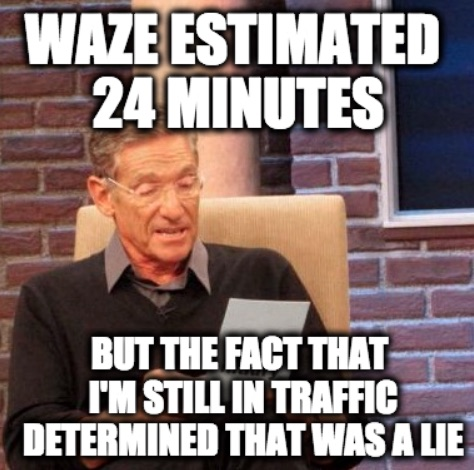 WAZE ESTIMATED
24 MINUTES
BUT THE FACT THAT
I'M STILL IN TRAFFIC
DETERMINED THAT WAS A LIE